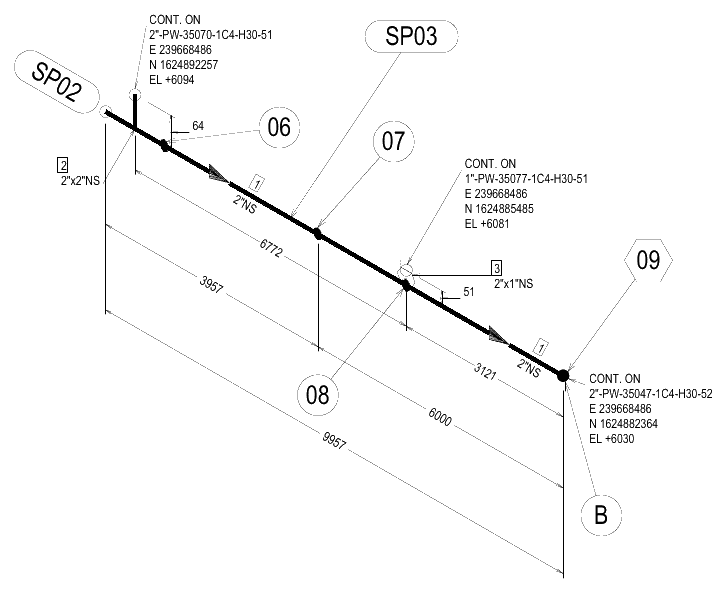 CONT. ON
2"-PW-35070-1C4-H30-51
E 239668486
N 1624892257
EL +6094
SP03
SP02
64
06
07
2
2"x2"NS
1
2"NS
CONT. ON
1"-PW-35077-1C4-H30-51
E 239668486
N 1624885485
EL +6081
6772
09
3
2"x1"NS
3957
51
1
2"NS
3121
08
CONT. ON
2"-PW-35047-1C4-H30-52
E 239668486
N 1624882364
EL +6030
6000
9957
B